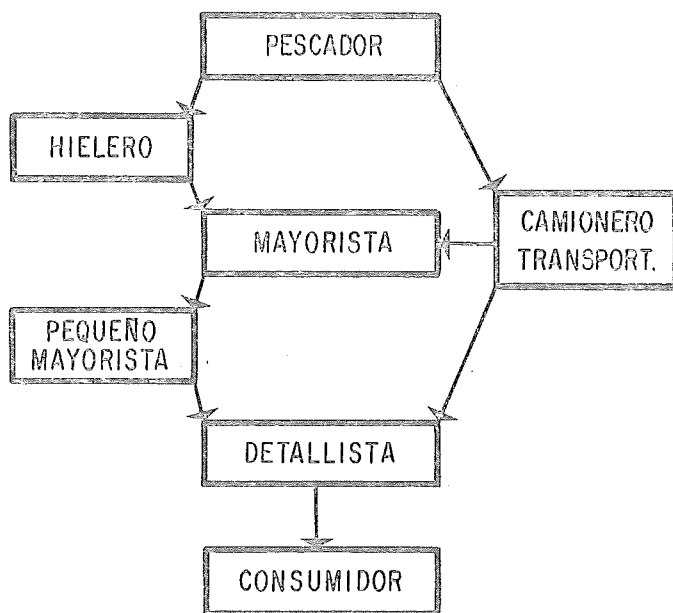 PESCADOR
HIELERO
MAYORISTA
CAMIONERO
TRANSPORT.
PEQUEÑO
MAYORISTA
DETALLISTA
CONSUMIDOR